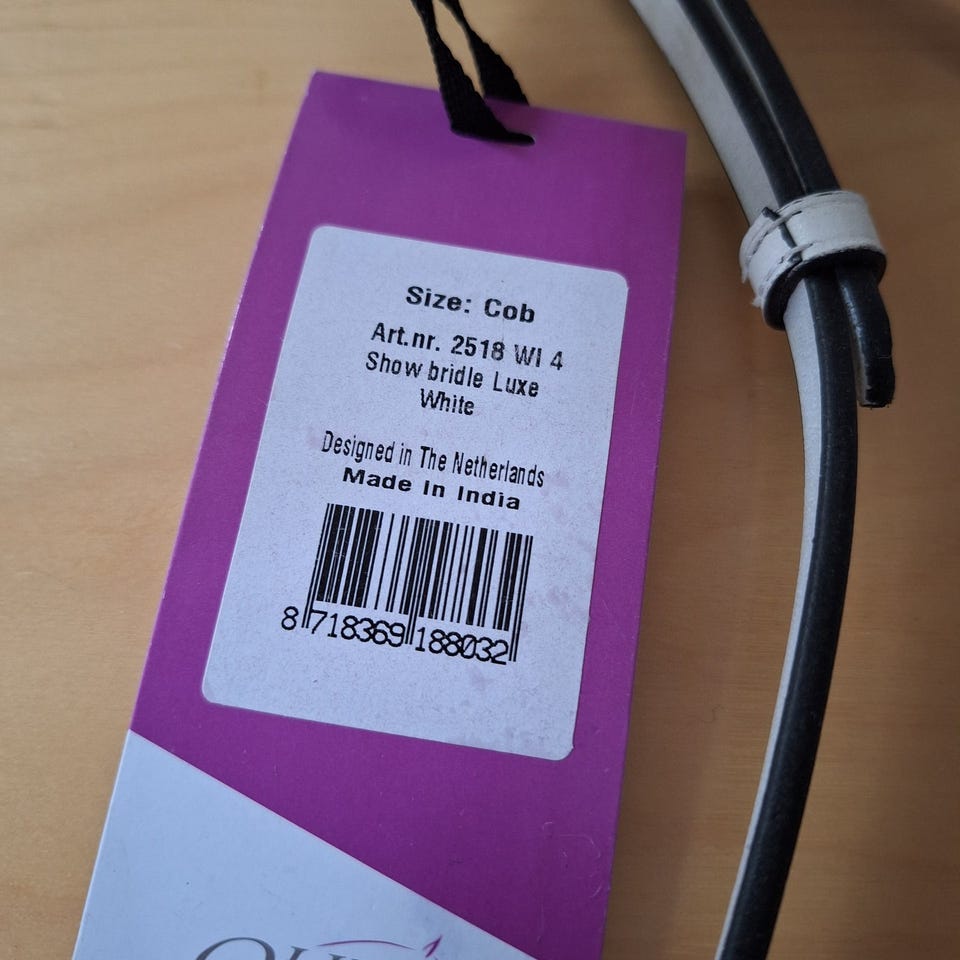 Size: Cob
Art.nr. 2518 WI 4
Show bridle Luxe
White
Designed in The Netherlands
Made in India
8 718369 188032